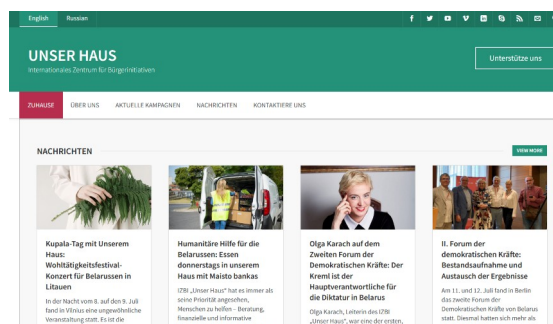 English Russian
UNSER HAUS
Internationales Zentrum für Bürgerinitiativen
Unterstütze uns
ZUHAUSE ÜBER UNS AKTUELLE KAMPAGNEN NACHRICHTEN KONTAKTIERE UNS
NACHRICHTEN
VIEW MORE
Kupala-Tag mit Unserem
Haus:
Wohltätigkeitsfestival-
Konzert für Belarussen in
Litauen
In der Nacht vom 8. auf den 9. Juli
fand in Vilnius eine ungewöhnliche
Veranstaltung statt. Es ist die
Humanitäre Hilfe für die
Belarussen: Essen
donnerstags in unserem
Haus mit Maisto bankas
IZBI „Unser Haus" hat es immer als
seine Priorität angesehen,
Menschen zu helfen – Beratung,
finanzielle und informative
Olga Karach auf dem
Zweiten Forum der
Demokratischen Kräfte: Der
Kreml ist der
Hauptverantwortliche für
die Diktatur in Belarus
Olga Karach, Leiterin des IZBI
„Unser Haus", war eine der ersten,
II. Forum der
demokratischen Kräfte:
Bestandsaufnahme und
Austausch der Ergebnisse
Am 11. und 12. Juli fand in Berlin
das zweite Forum der
Demokratischen Kräfte von Belarus
statt. Diesmal hatten sich mehr als